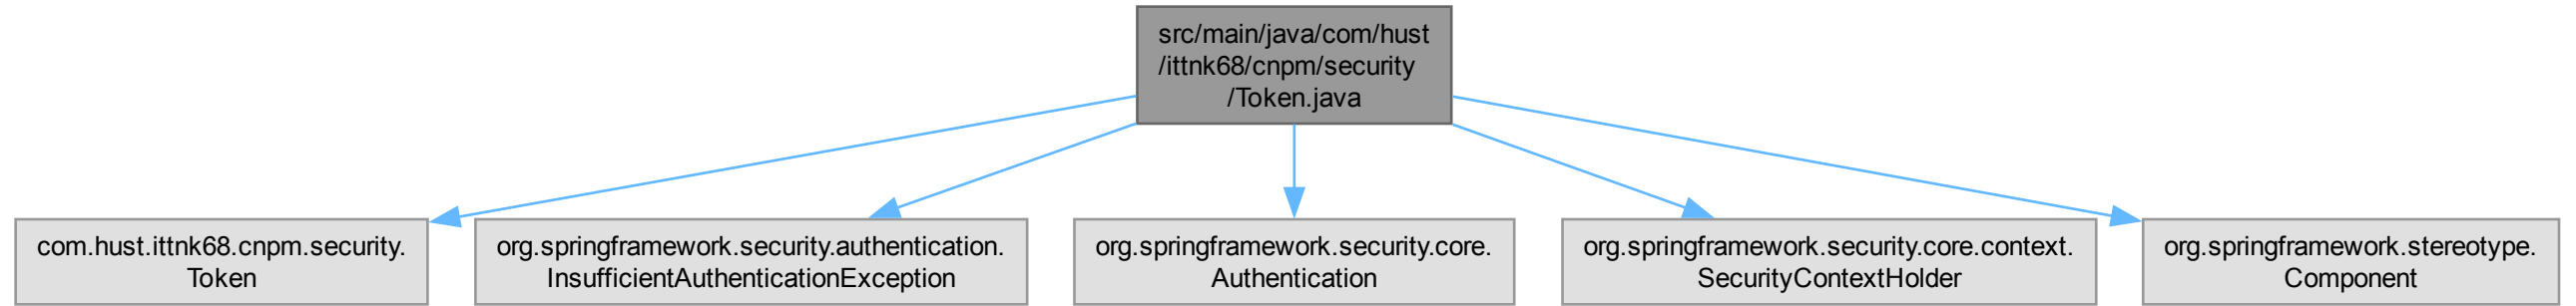 src/main/java/com/hust
/ittnk68/cnpm/security
/Token.java
com.hust.ittnk68.cnpm.security.
Token
org.springframework.security.authentication.
InsufficientAuthenticationException
org.springframework.security.core.
Authentication
org.springframework.security.core.context.
SecurityContextHolder
org.springframework.stereotype.
Component